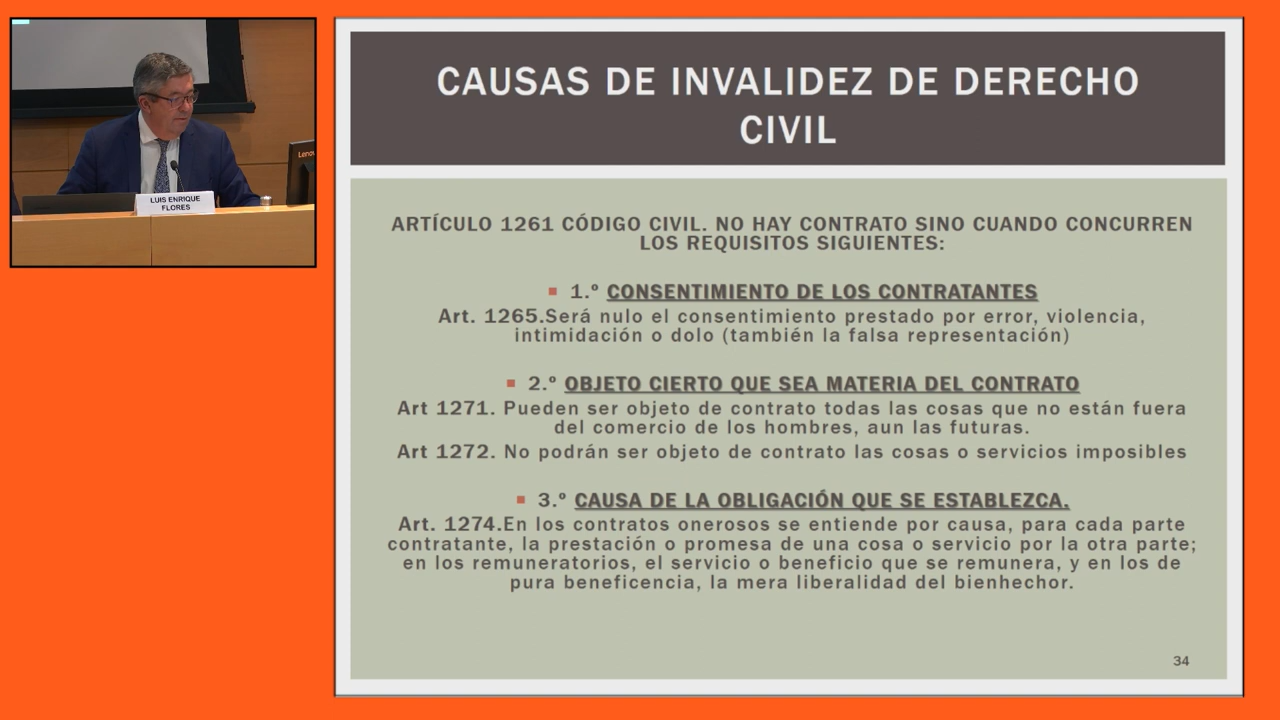 Leno
LUIS ENRIQUE
FLORES
CAUSAS DE INVALIDEZ DE DERECHO
CIVIL
ARTÍCULO 1261 CÓDIGO CIVIL. NO HAY CONTRATO SINO CUANDO CONCURREN
LOS REQUISITOS SIGUIENTES:
1.º CONSENTIMIENTO DE LOS CONTRATANTES
Art. 1265.Será nulo el consentimiento prestado por error, violencia,
intimidación o dolo (también la falsa representación)
2.º OBJETO CIERTO QUE SEA MATERIA DEL CONTRATO
Art 1271. Pueden ser objeto de contrato todas las cosas que no están fuera
del comercio de los hombres, aun las futuras.
Art 1272. No podrán ser objeto de contrato las cosas o servicios imposibles
3.º CAUSA DE LA OBLIGACIÓN QUE SE ESTABLEZCA.
Art. 1274.En los contratos onerosos se entiende por causa, para cada parte
contratante, la prestación o promesa de una cosa o servicio por la otra parte;
en los remuneratorios, el servicio o beneficio que se remunera, y en los de
pura beneficencia, la mera liberalidad del bienhechor.
34